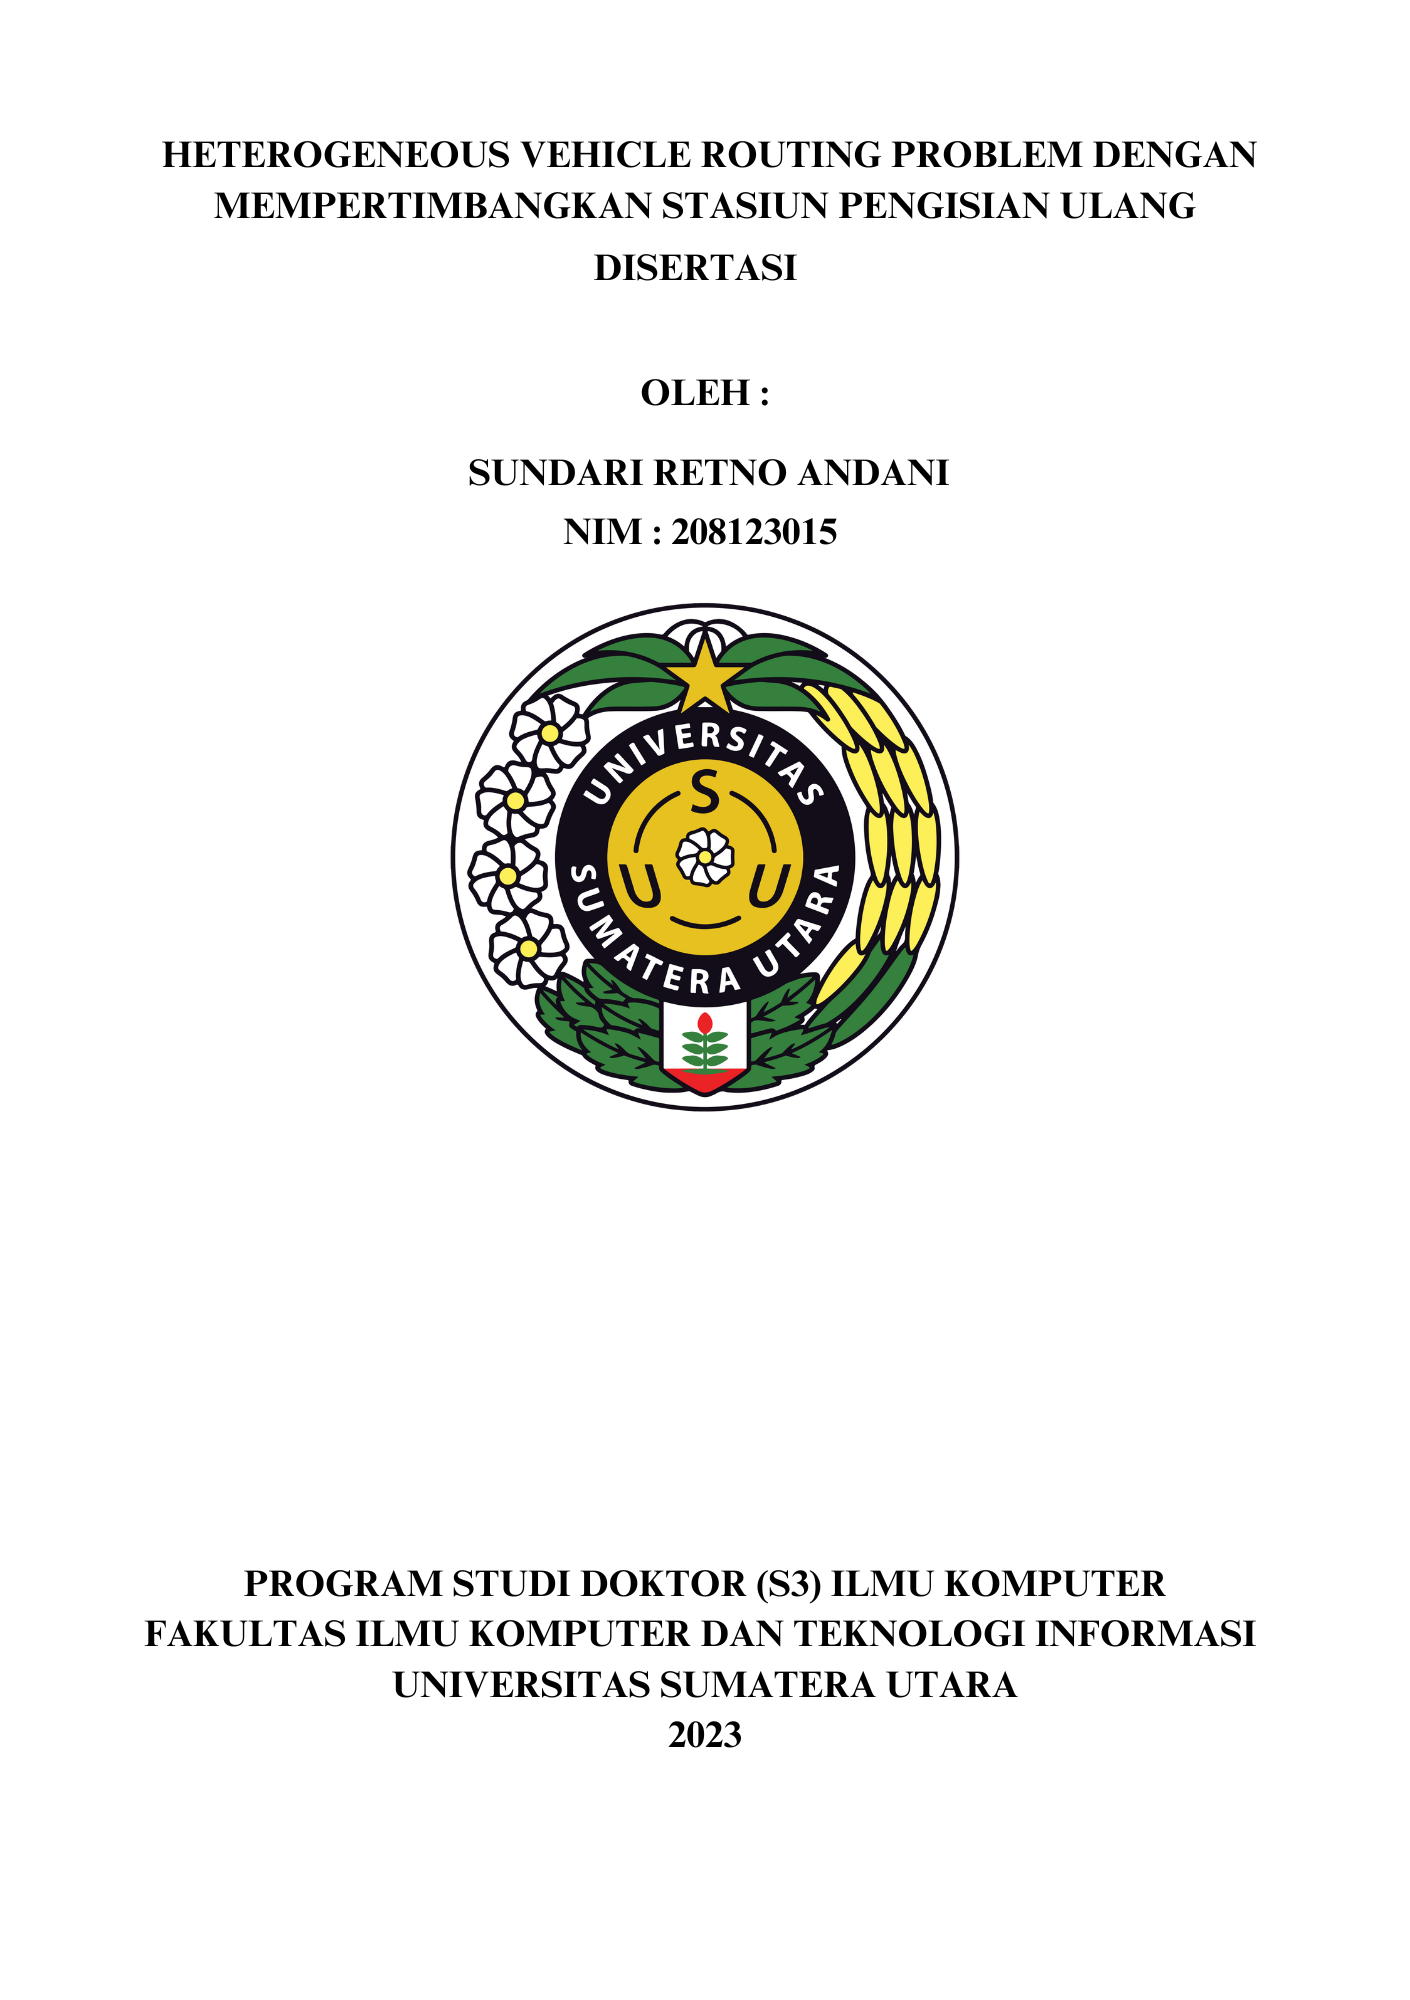 HETEROGENEOUS VEHICLE ROUTING PROBLEM DENGAN
MEMPERTIMBANGKAN STASIUN PENGISIAN ULANG
DISERTASI
OLEH :
SUNDARI RETNO ANDANI
NIM : 208123015
UNIVERSITAS
SUMATERA UTARA
U S U
PROGRAM STUDI DOKTOR (S3) ILMU KOMPUTER
FAKULTAS ILMU KOMPUTER DAN TEKNOLOGI INFORMASI
UNIVERSITAS SUMATERA UTARA
2023